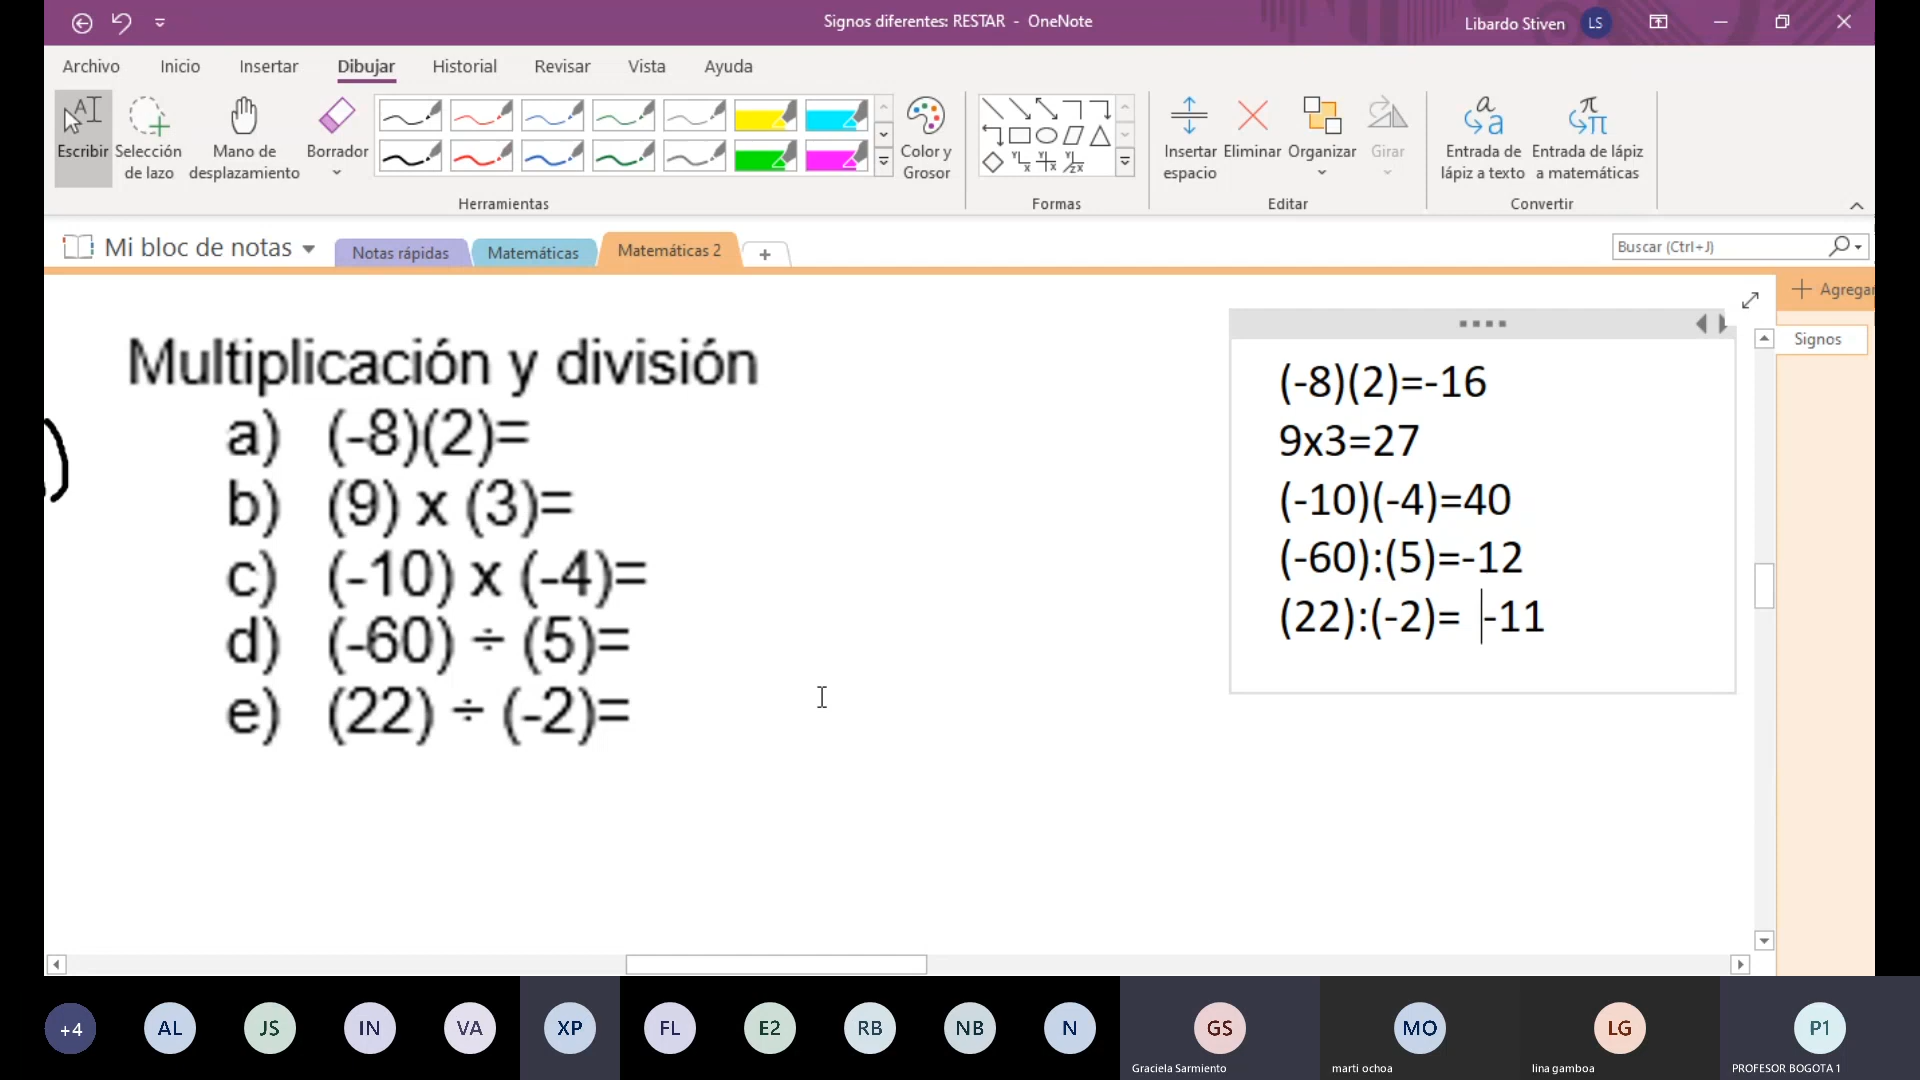 Signos diferentes: RESTAR - OneNote
Libardo Stiven LS
Archivo Inicio Insertar Dibujar Historial Revisar Vista Ayuda
Escribir
Selección de lazo
Mano de desplazamiento
Borrador
Color y Grosor
Insertar espacio
Eliminar
Organizar
Girar
Entrada de lápiz a texto
Entrada de lápiz a matemáticas
Herramientas Formas Editar Convertir
Mi bloc de notas
Notas rápidas
Matemáticas
Matemáticas 2
+
Buscar (Ctrl+J)
Agregar
Signos
Multiplicación y división
a) (-8)(2)=
b) (9) x (3)=
c) (-10) x (-4)=
d) (-60) ÷ (5)=
e) (22) ÷ (-2)=
(-8)(2)=-16
9x3=27
(-10)(-4)=40
(-60):(5)=-12
(22):(-2)= -11
+4 AL JS IN VA XP FL E2 RB NB N GS MO LG P1
Graciela Sarmiento
marti ochoa
lina gamboa
PROFESOR BOGOTA 1